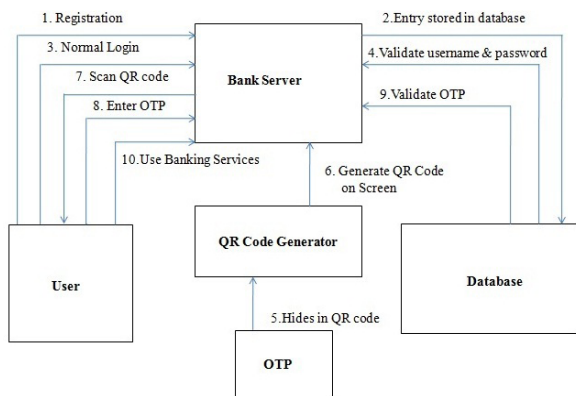 1. Registration
2. Entry stored in database
3. Normal Login
4.Validate username & password
7. Scan QR code
Bank Server
8. Enter OTP
9.Validate OTP
10.Use Banking Services
6. Generate QR Code
on Screen
QR Code Generator
User
Database
5.Hides in QR code
OTP